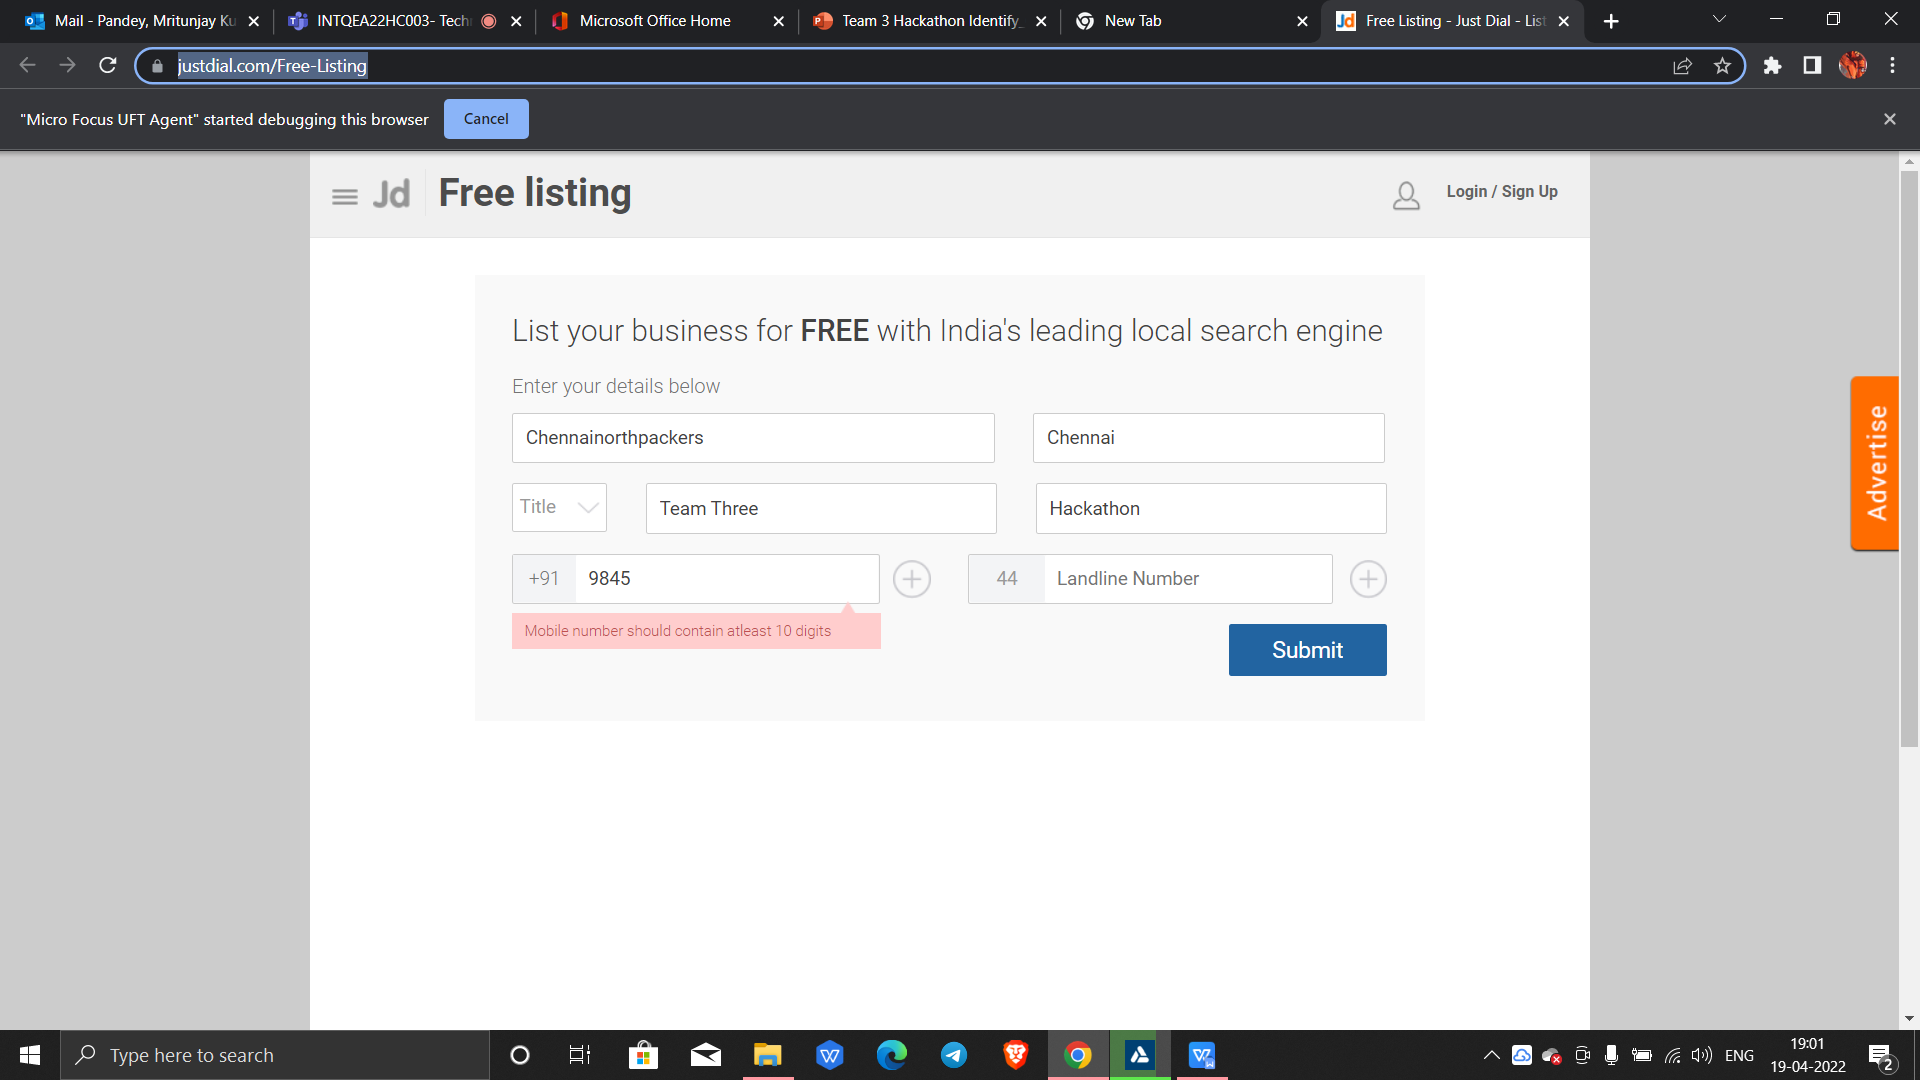 Mail - Pandey, Mritunjay Ku
INTQEA22HC003- Techn
Microsoft Office Home
Team 3 Hackathon Identify_
New Tab
Free Listing - Just Dial - List
justdial.com/Free-Listing
"Micro Focus UFT Agent" started debugging this browser
Cancel
Jd
Free listing
Login / Sign Up
List your business for FREE with India's leading local search engine
Enter your details below
Chennainorthpackers
Chennai
Title
Team Three
Hackathon
+91
9845
44
Landline Number
Mobile number should contain atleast 10 digits
Submit
Advertise
Type here to search
ENG
19:01
19-04-2022
2